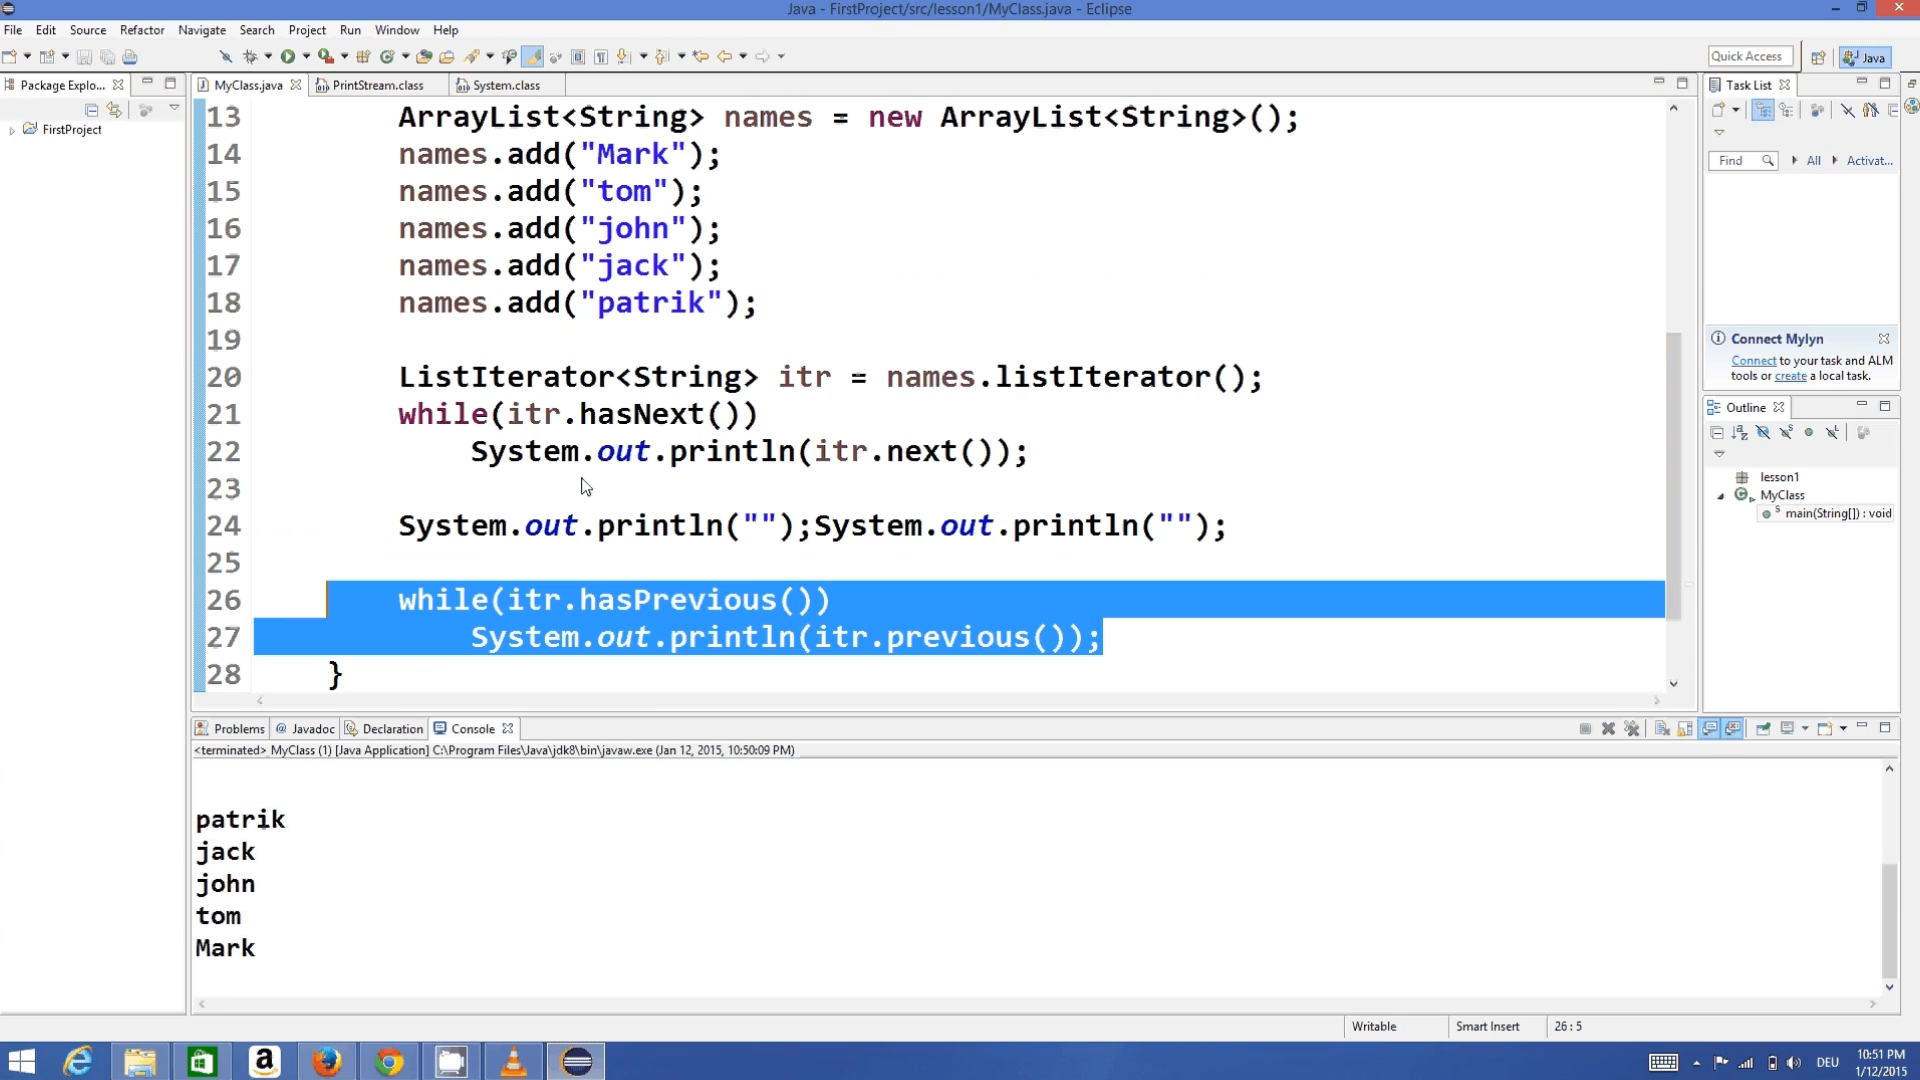 Java - FirstProject/src/lesson1/MyClass.java - Eclipse
File Edit Source Refactor Navigate Search Project Run Window Help
Quick Access Java
Package Explo...
FirstProject
MyClass.java PrintStream.class System.class
13 ArrayList<String> names = new ArrayList<String>();
14 names.add("Mark");
15 names.add("tom");
16 names.add("john");
17 names.add("jack");
18 names.add("patrik");
19
20 ListIterator<String> itr = names.listIterator();
21 while(itr.hasNext())
22 System.out.println(itr.next());
23
24 System.out.println("");System.out.println("");
25
26 while(itr.hasPrevious())
27 System.out.println(itr.previous());
28 }
Task List
Find All Activat...
Connect Mylyn
Connect to your task and ALM
tools or create a local task.
Outline
lesson1
MyClass
main(String[]) : void
Problems @ Javadoc Declaration Console
<terminated> MyClass (1) [Java Application] C:\Program Files\Java\jdk8\bin\javaw.exe (Jan 12, 2015, 10:50:09 PM)
patrik
jack
john
tom
Mark
Writable Smart Insert 26 : 5
DEU
10:51 PM
1/12/2015